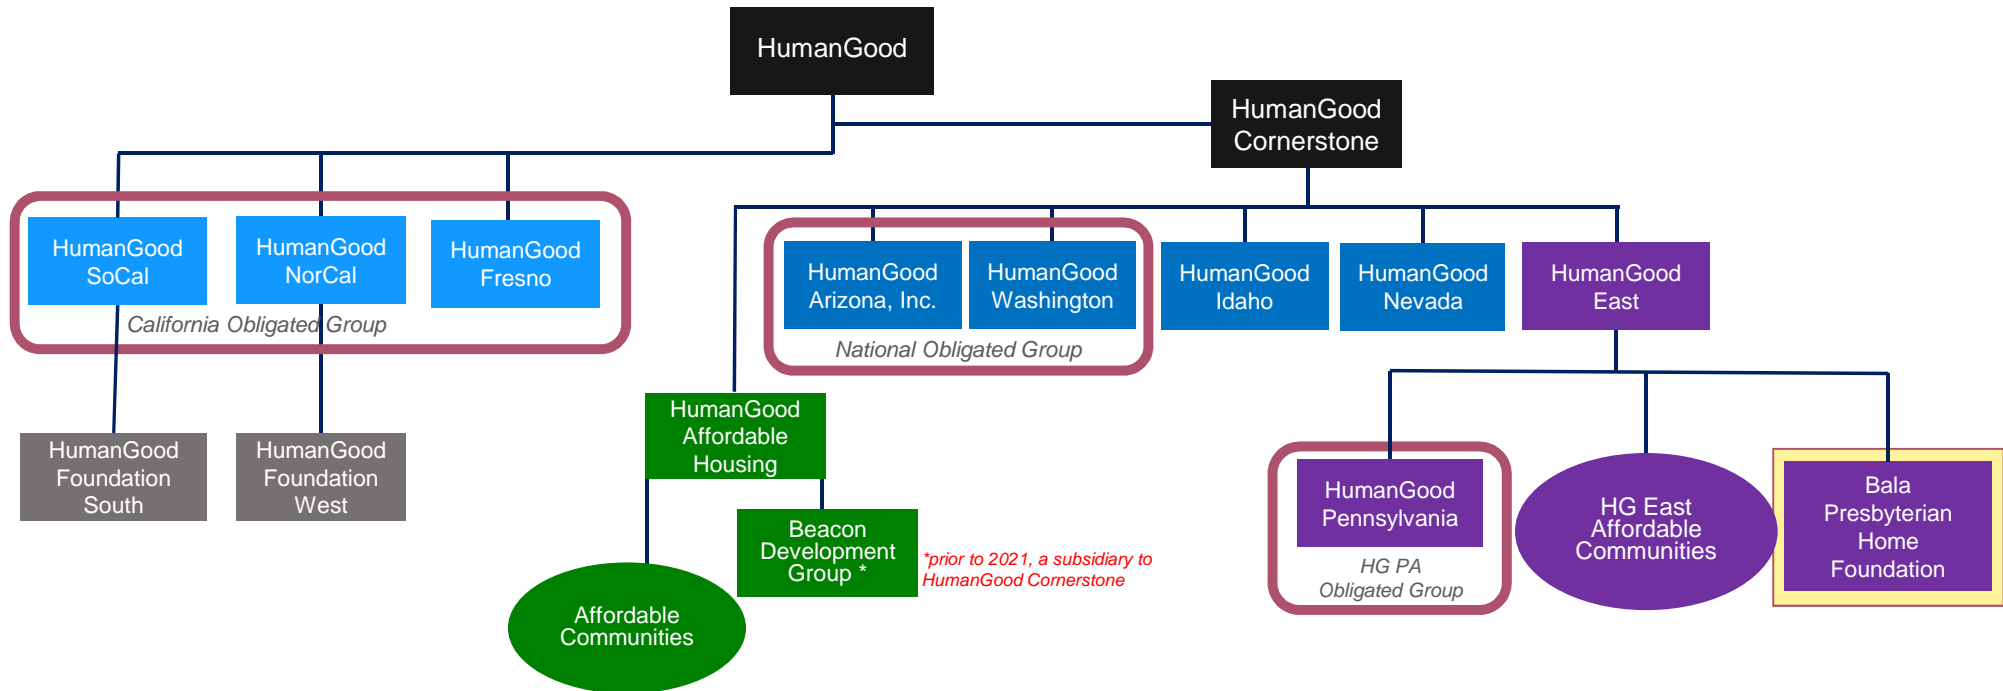 HumanGood
HumanGood
Cornerstone
HumanGood
SoCal
HumanGood
NorCal
HumanGood
Fresno
California Obligated Group
HumanGood
Arizona, Inc.
HumanGood
Washington
National Obligated Group
HumanGood
Idaho
HumanGood
Nevada
HumanGood
East
HumanGood
Foundation
South
HumanGood
Foundation
West
HumanGood
Affordable
Housing
Beacon
Development
Group *
*prior to 2021, a subsidiary to
HumanGood Cornerstone
Affordable
Communities
HumanGood
Pennsylvania
HG PA
Obligated Group
HG East
Affordable
Communities
Bala
Presbyterian
Home
Foundation